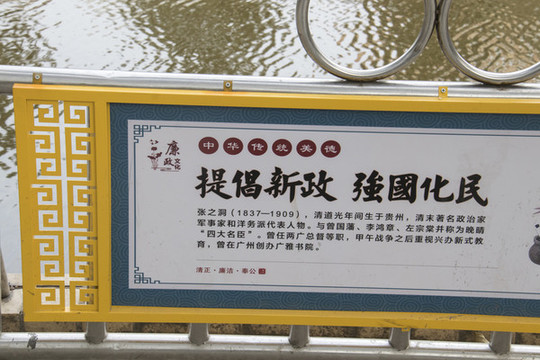 廉
政
文化
中华传统美德
提倡新政 強國化民
张之洞(1837—1909),清道光年间生于贵州,清末著名政治家
军事家和洋务派代表人物。与曾国藩、李鸿章、左宗棠并称为晚晴
“四大名臣”。曾任两广总督等职,甲午战争之后重视兴办新式教
育,曾在广州创办广雅书院。
清正·廉洁·奉公